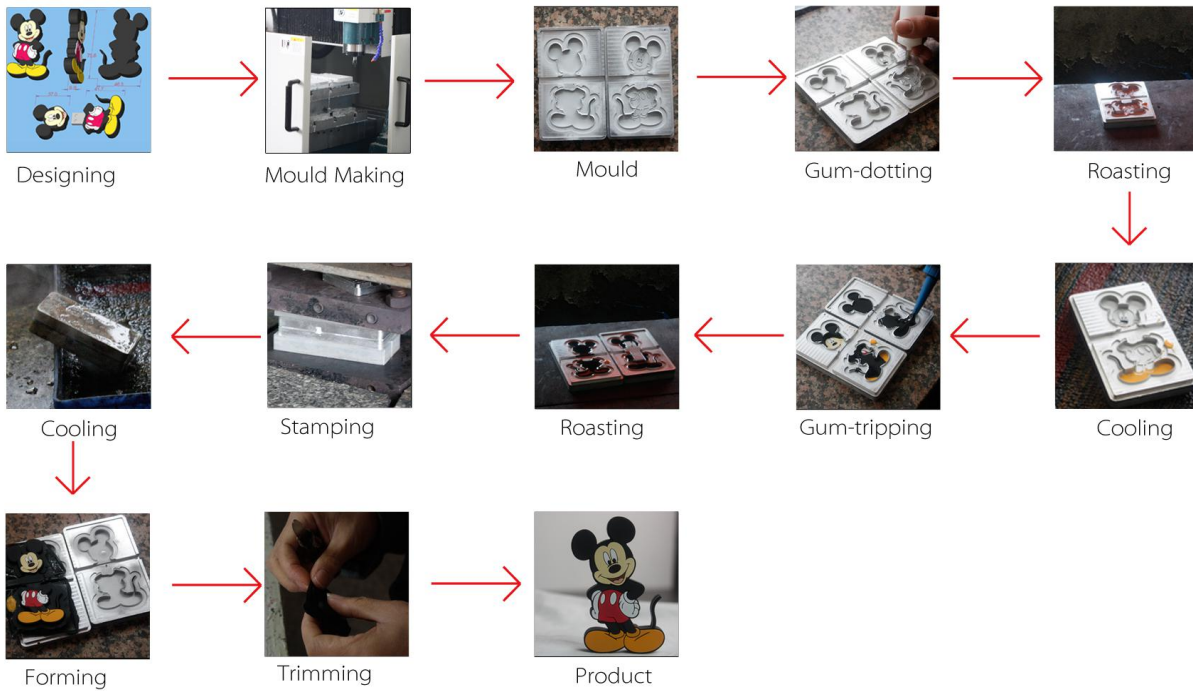 Designing
Mould Making
Mould
Gum-dotting
Roasting
Cooling
Stamping
Roasting
Gum-tripping
Cooling
Forming
Trimming
Product